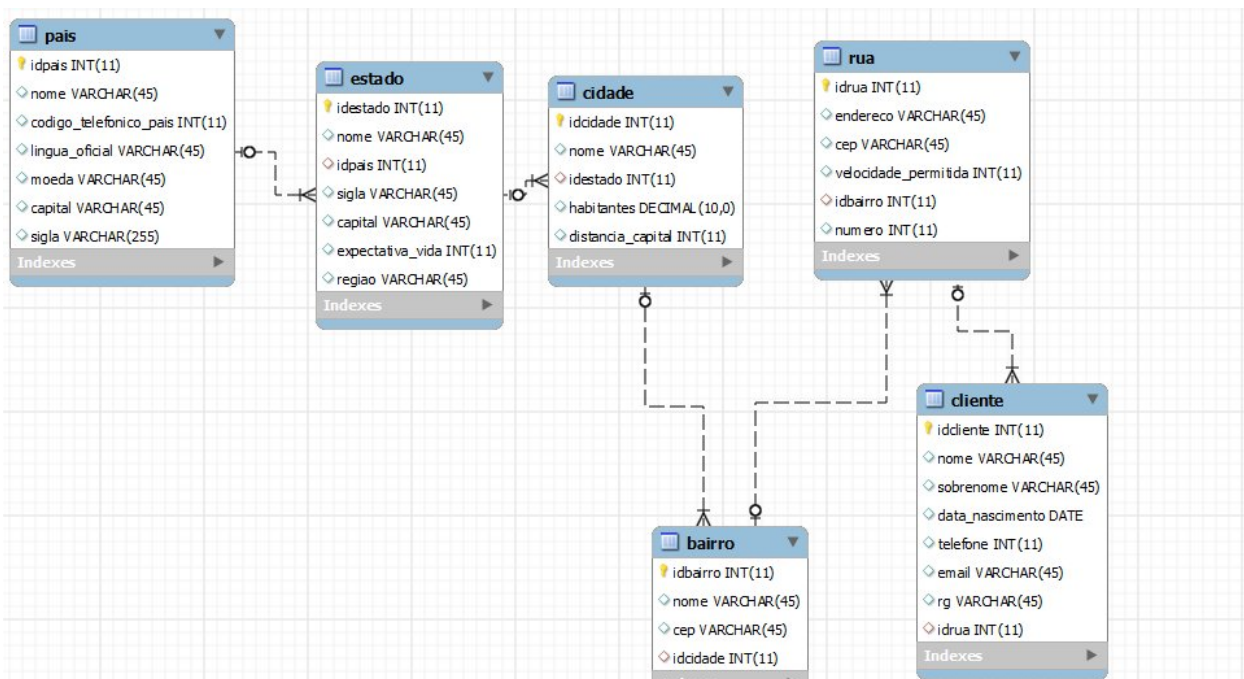 pais
idpais INT(11)
nome VARCHAR(45)
codigo_telefonico_pais INT(11)
lingua_oficial VARCHAR(45)
moeda VARCHAR(45)
capital VARCHAR(45)
sigla VARCHAR(255)
Indexes
estado
idestado INT(11)
nome VARCHAR(45)
idpais INT(11)
sigla VARCHAR(45)
capital VARCHAR(45)
expectativa_vida INT(11)
regiao VARCHAR(45)
Indexes
cidade
idcidade INT(11)
nome VARCHAR(45)
idestado INT(11)
habitantes DECIMAL(10,0)
distancia_capital INT(11)
Indexes
rua
idrua INT(11)
endereco VARCHAR(45)
cep VARCHAR(45)
velocidade_permitida INT(11)
idbairro INT(11)
numero INT(11)
Indexes
cliente
idcliente INT(11)
nome VARCHAR(45)
sobrenome VARCHAR(45)
data_nascimento DATE
telefone INT(11)
email VARCHAR(45)
rg VARCHAR(45)
idrua INT(11)
Indexes
bairro
idbairro INT(11)
nome VARCHAR(45)
cep VARCHAR(45)
idcidade INT(11)